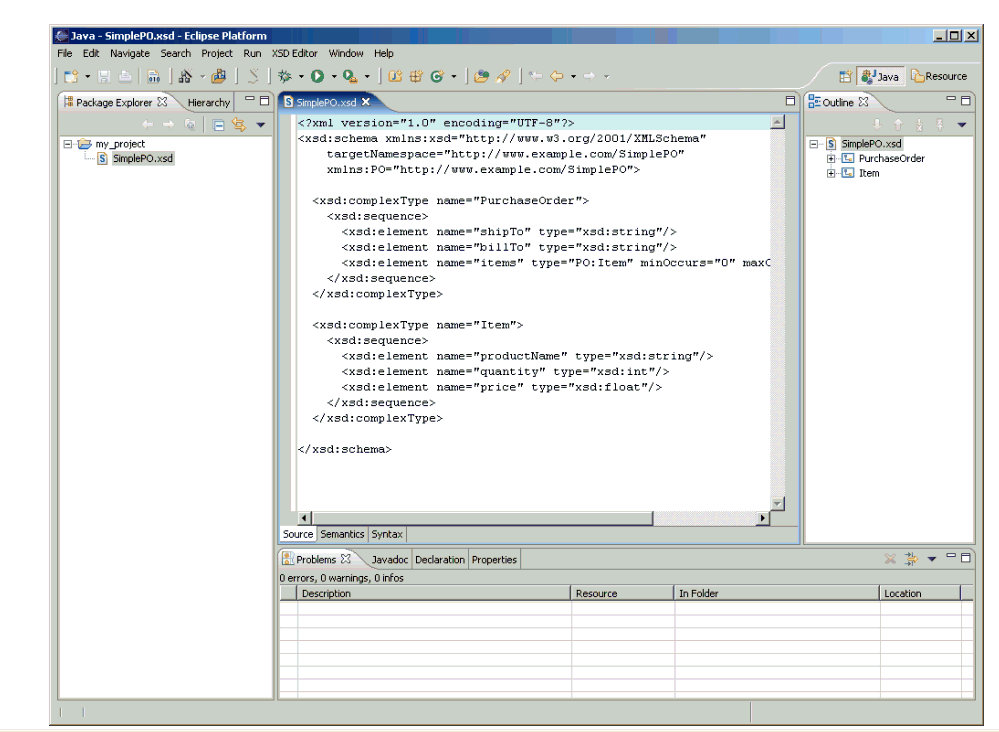 Java - SimplePO.xsd - Eclipse Platform
File Edit Navigate Search Project Run XSD Editor Window Help
Java Resource
Package Explorer Hierarchy
my_project
SimplePO.xsd
SimplePO.xsd
<?xml version="1.0" encoding="UTF-8"?>
<xsd:schema xmlns:xsd="http://www.w3.org/2001/XMLSchema"
    targetNamespace="http://www.example.com/SimplePO"
    xmlns:PO="http://www.example.com/SimplePO">
  <xsd:complexType name="PurchaseOrder">
    <xsd:sequence>
      <xsd:element name="shipTo" type="xsd:string"/>
      <xsd:element name="billTo" type="xsd:string"/>
      <xsd:element name="items" type="PO:Item" minOccurs="0" maxO
    </xsd:sequence>
  </xsd:complexType>
  <xsd:complexType name="Item">
    <xsd:sequence>
      <xsd:element name="productName" type="xsd:string"/>
      <xsd:element name="quantity" type="xsd:int"/>
      <xsd:element name="price" type="xsd:float"/>
    </xsd:sequence>
  </xsd:complexType>
</xsd:schema>
Source Semantics Syntax
Outline
SimplePO.xsd
PurchaseOrder
Item
Problems Javadoc Declaration Properties
0 errors, 0 warnings, 0 infos
Description Resource In Folder Location